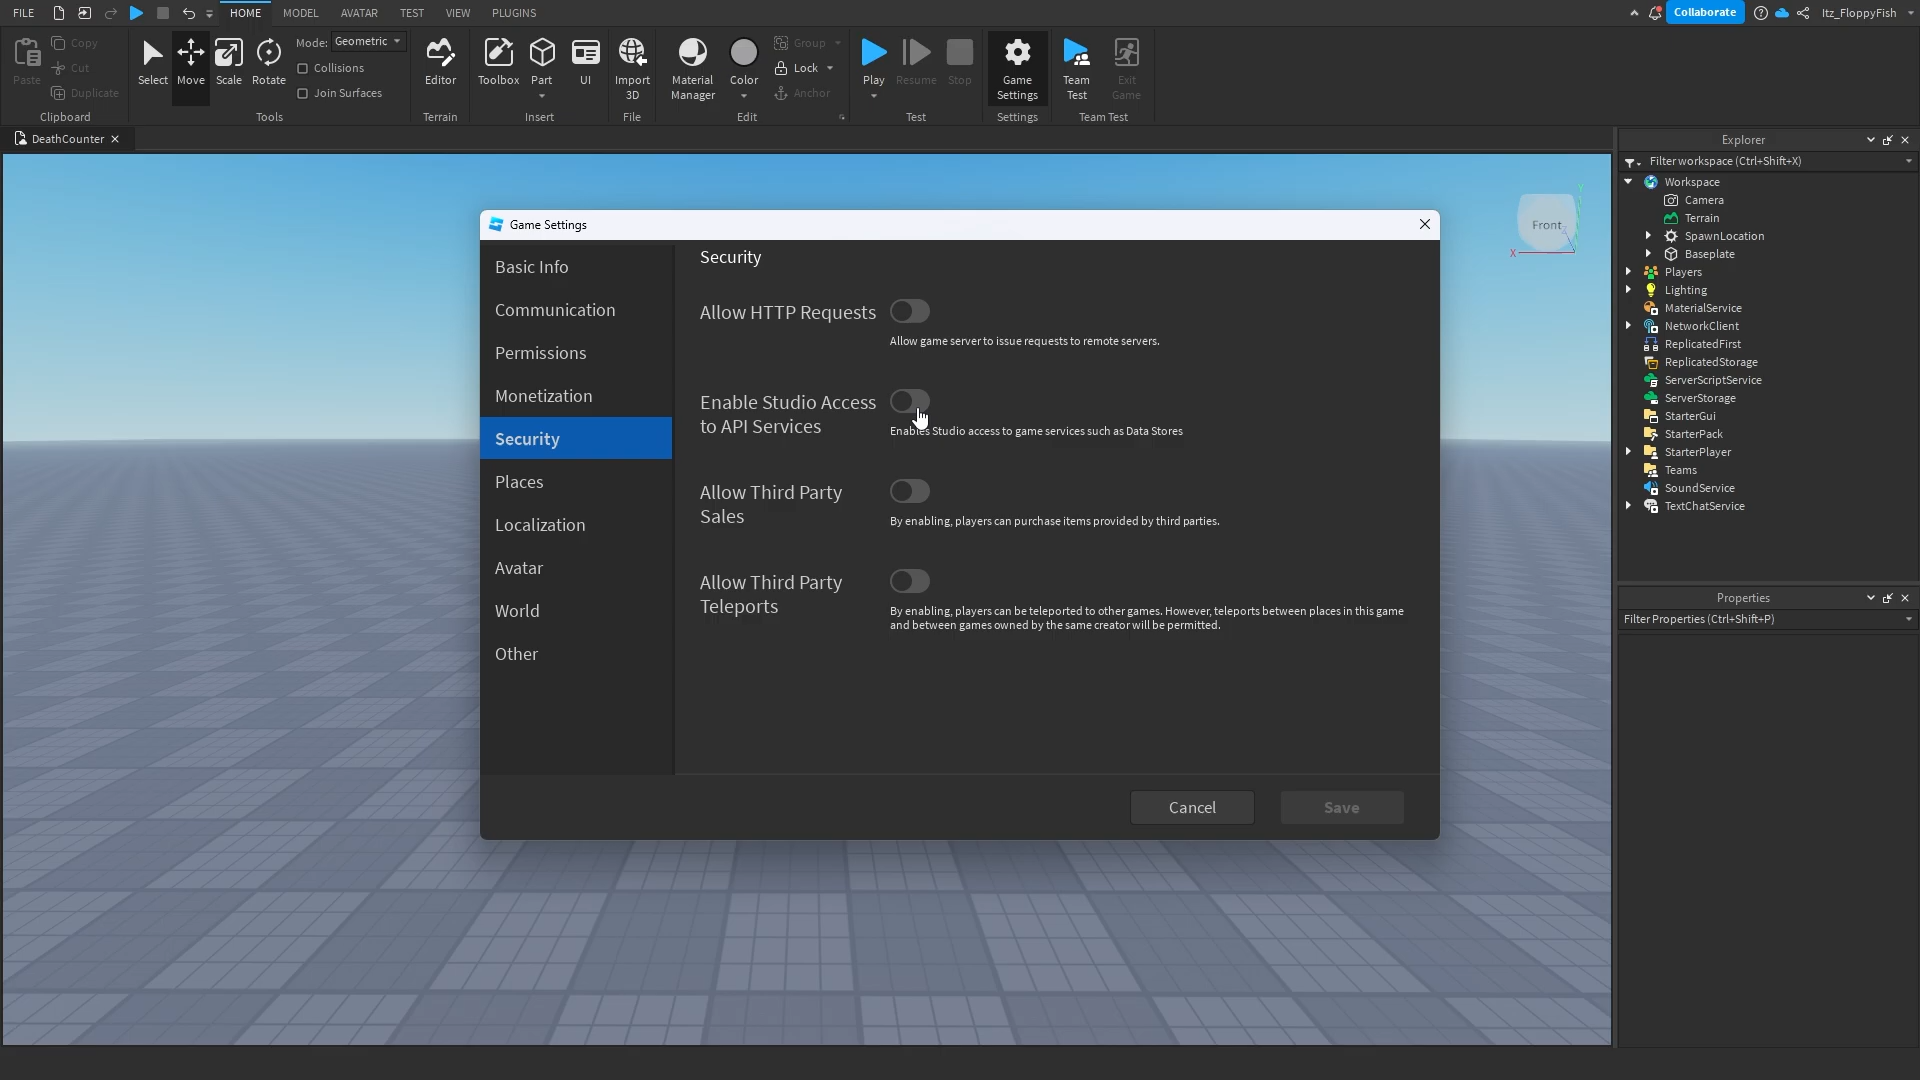 FILE
HOME
MODEL
AVATAR
TEST
VIEW
PLUGINS
Collaborate
Itz_FloppyFish
Paste
Copy
Cut
Duplicate
Clipboard
Select
Move
Scale
Rotate
Mode: Geometric
Collisions
Join Surfaces
Tools
Editor
Terrain
Toolbox
Part
UI
Insert
Import
3D
File
Material
Manager
Color
Group
Lock
Anchor
Edit
Play
Resume
Stop
Test
Game
Settings
Settings
Team
Test
Exit
Game
Team Test
DeathCounter
Front
X
Y
Z
Game Settings
Basic Info
Communication
Permissions
Monetization
Security
Places
Localization
Avatar
World
Other
Security
Allow HTTP Requests
Allow game server to issue requests to remote servers.
Enable Studio Access
to API Services
Enables Studio access to game services such as Data Stores
Allow Third Party
Sales
By enabling, players can purchase items provided by third parties.
Allow Third Party
Teleports
By enabling, players can be teleported to other games. However, teleports between places in this game
and between games owned by the same creator will be permitted.
Cancel
Save
Explorer
Filter workspace (Ctrl+Shift+X)
Workspace
Camera
Terrain
SpawnLocation
Baseplate
Players
Lighting
MaterialService
NetworkClient
ReplicatedFirst
ReplicatedStorage
ServerScriptService
ServerStorage
StarterGui
StarterPack
StarterPlayer
Teams
SoundService
TextChatService
Properties
Filter Properties (Ctrl+Shift+P)